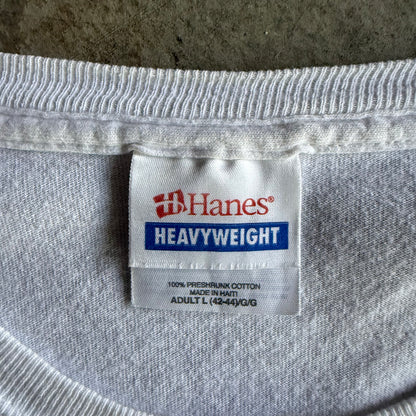 H Hanes®
HEAVYWEIGHT
100% PRESHRUNK COTTON
MADE IN HAITI
ADULT L (42-44)/G/G